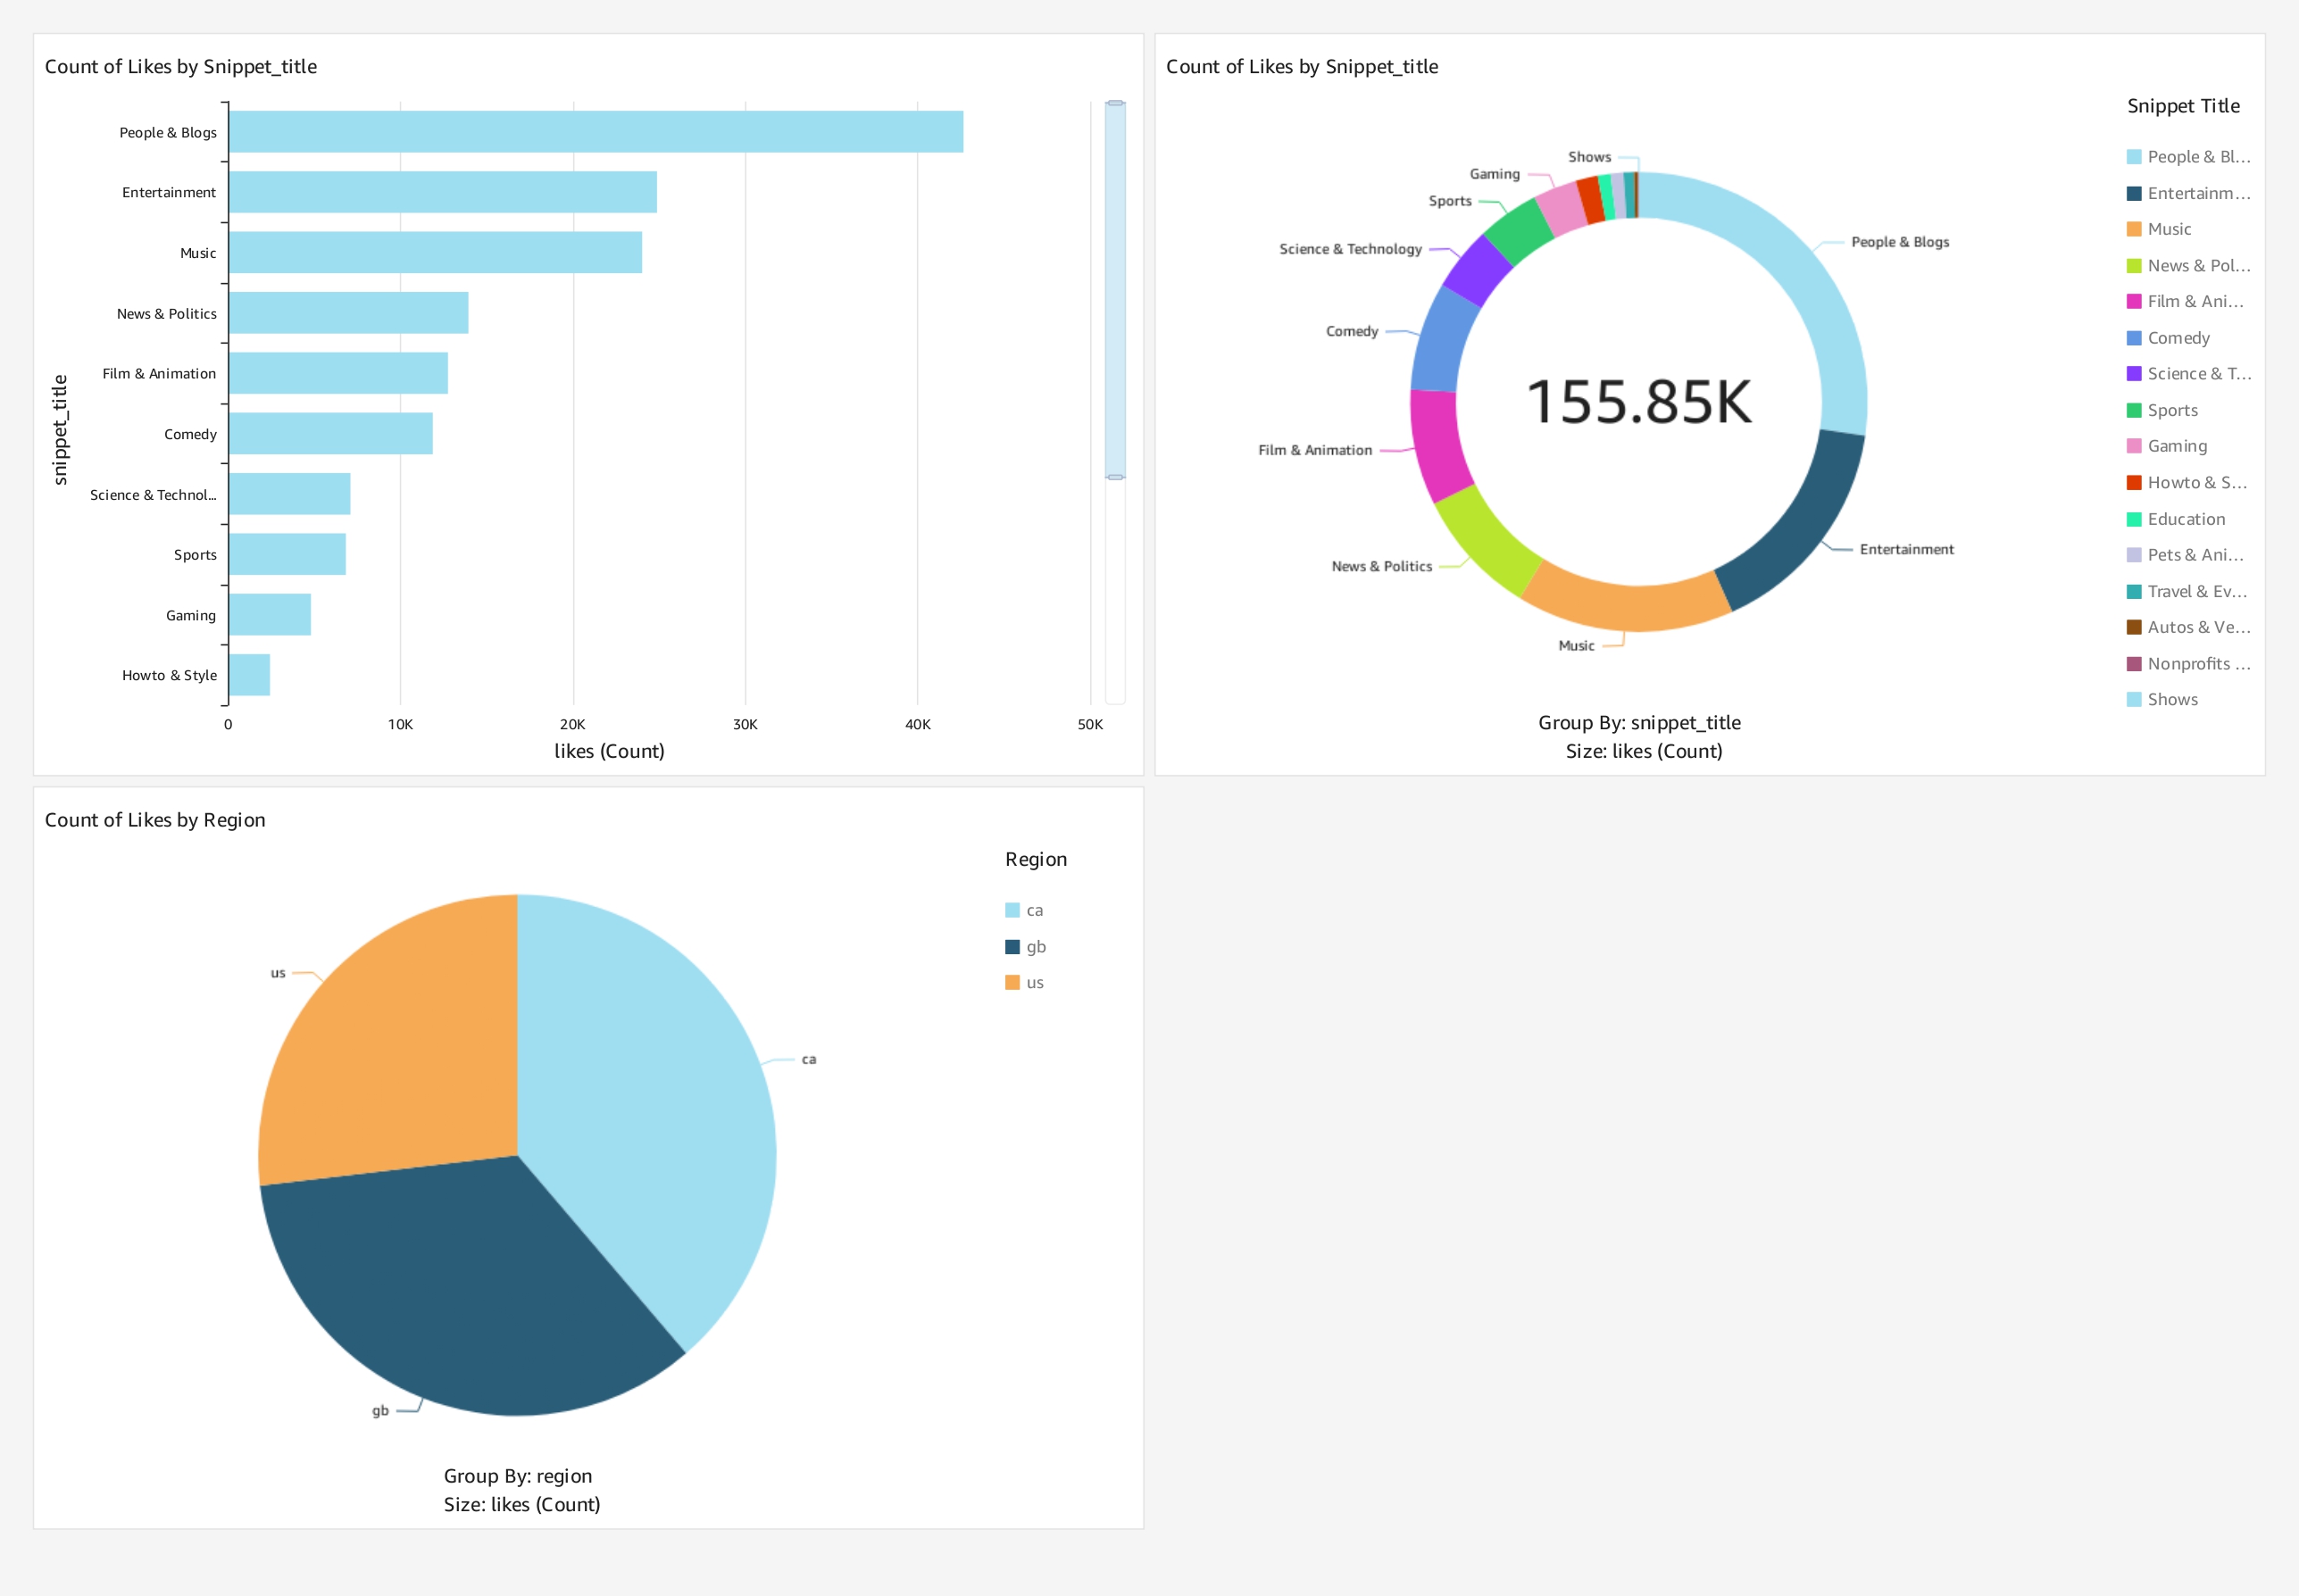 Count of Likes by Snippet_title
snippet_title
People & Blogs
Entertainment
Music
News & Politics
Film & Animation
Comedy
Science & Technol...
Sports
Gaming
Howto & Style
0 10K 20K 30K 40K 50K
likes (Count)
Count of Likes by Snippet_title
Shows
Gaming
Sports
Science & Technology
Comedy
Film & Animation
News & Politics
Music
Entertainment
People & Blogs
155.85K
Group By: snippet_title
Size: likes (Count)
Snippet Title
People & Bl...
Entertainm...
Music
News & Pol...
Film & Ani...
Comedy
Science & T...
Sports
Gaming
Howto & S...
Education
Pets & Ani...
Travel & Ev...
Autos & Ve...
Nonprofits ...
Shows
Count of Likes by Region
us
ca
gb
Group By: region
Size: likes (Count)
Region
ca
gb
us